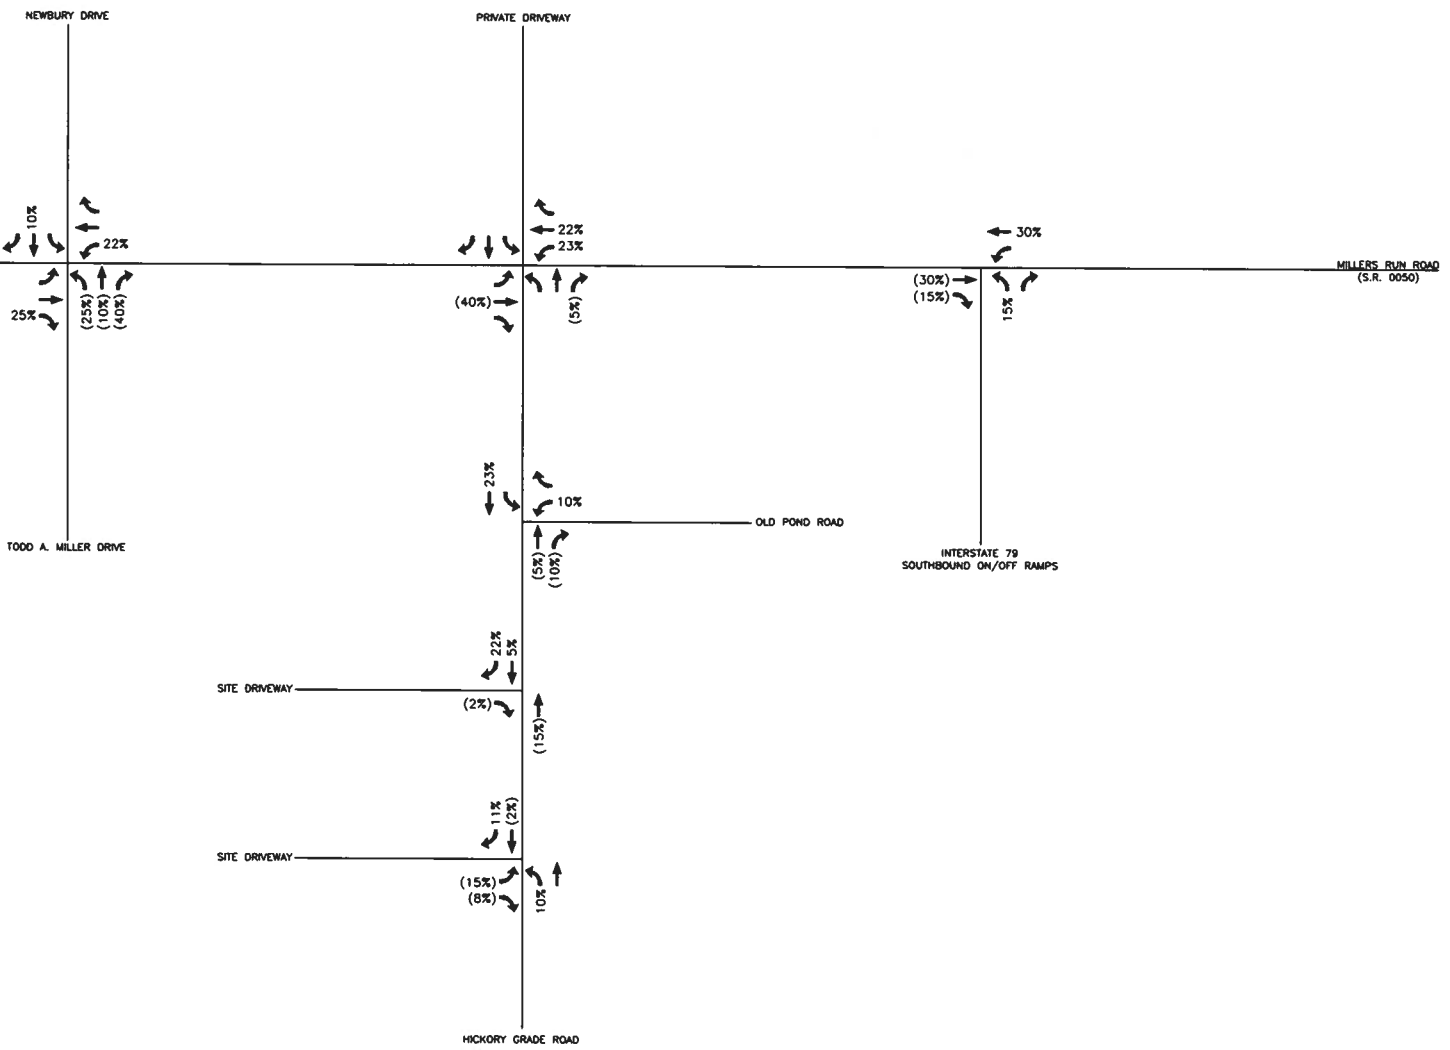 NEWBURY DRIVE
PRIVATE DRIVEWAY
10%
22%
22%
23%
30%
MILLERS RUN ROAD
(S.R. 0050)
25%
(25%)
(10%)
(40%)
(40%)
(5%)
(30%)
(15%)
15%
23%
10%
OLD POND ROAD
(5%)
(10%)
TODD A. MILLER DRIVE
INTERSTATE 79
SOUTHBOUND ON/OFF RAMPS
22%
5%
SITE DRIVEWAY
(2%)
(15%)
11%
(2%)
SITE DRIVEWAY
(15%)
(8%)
10%
HICKORY GRADE ROAD